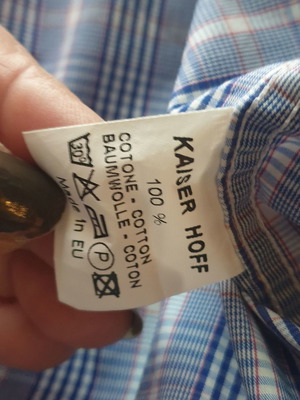 KAISER HOFF
100 %
COTONE - COTTON
BAUMWOLLE - COTON
30°
P
Made In EU